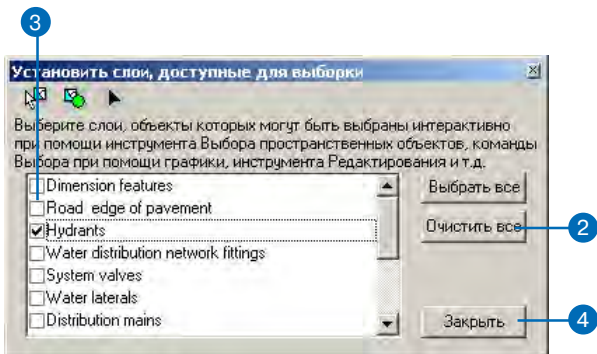 3
Установить слои, доступные для выборки
Выберите слои, объекты которых могут быть выбраны интерактивно
при помощи инструмента Выбора пространственных объектов, команды
Выбора при помощи графики, инструмента Редактирования и т.д.
Dimension features
Выбрать все
Road edge of pavement
Hydrants
Очистить все
2
Water distribution network fittings
System valves
Water laterals
Distribution mains
Закрыть
4